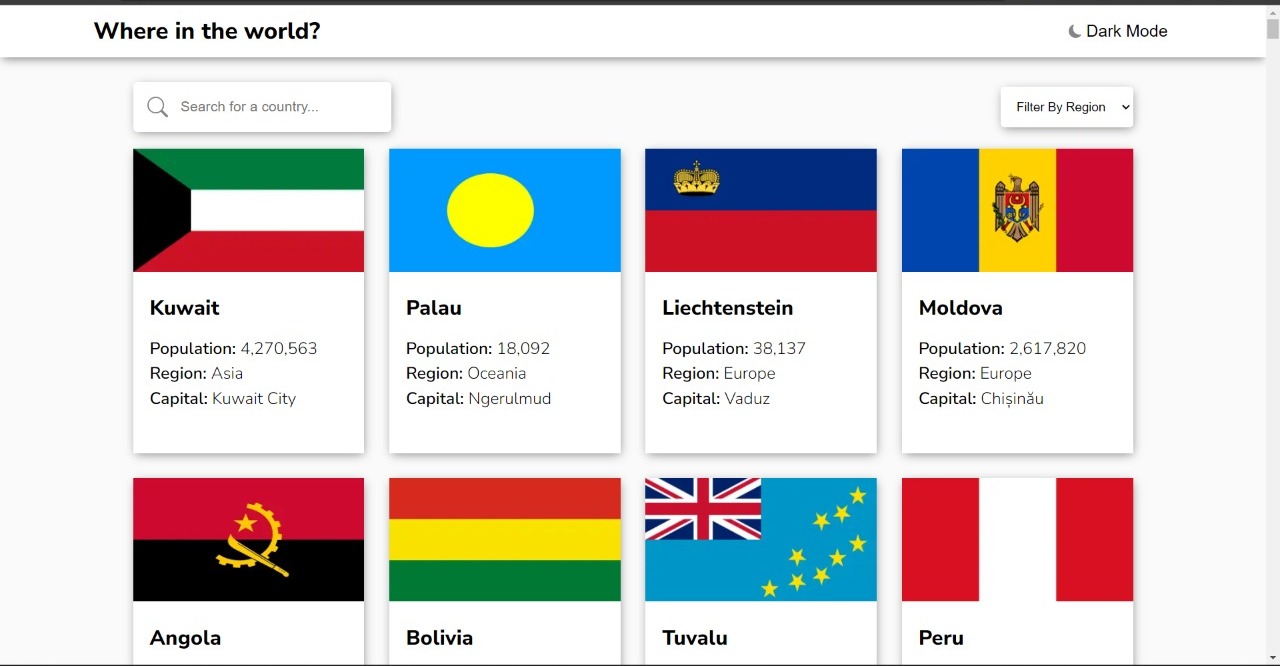 Where in the world?
Dark Mode
Search for a country...
Filter By Region
Kuwait
Population: 4,270,563
Region: Asia
Capital: Kuwait City
Palau
Population: 18,092
Region: Oceania
Capital: Ngerulmud
Liechtenstein
Population: 38,137
Region: Europe
Capital: Vaduz
Moldova
Population: 2,617,820
Region: Europe
Capital: Chișinău
Angola
Bolivia
Tuvalu
Peru